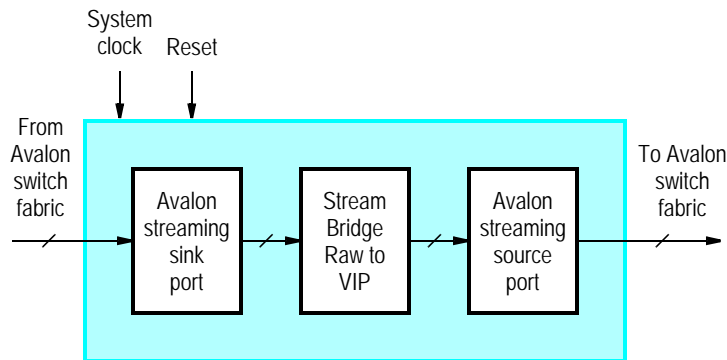 System
clock
Reset
From
Avalon
switch
fabric
Avalon
streaming
sink
port
Stream
Bridge
Raw to
VIP
Avalon
streaming
source
port
To Avalon
switch
fabric